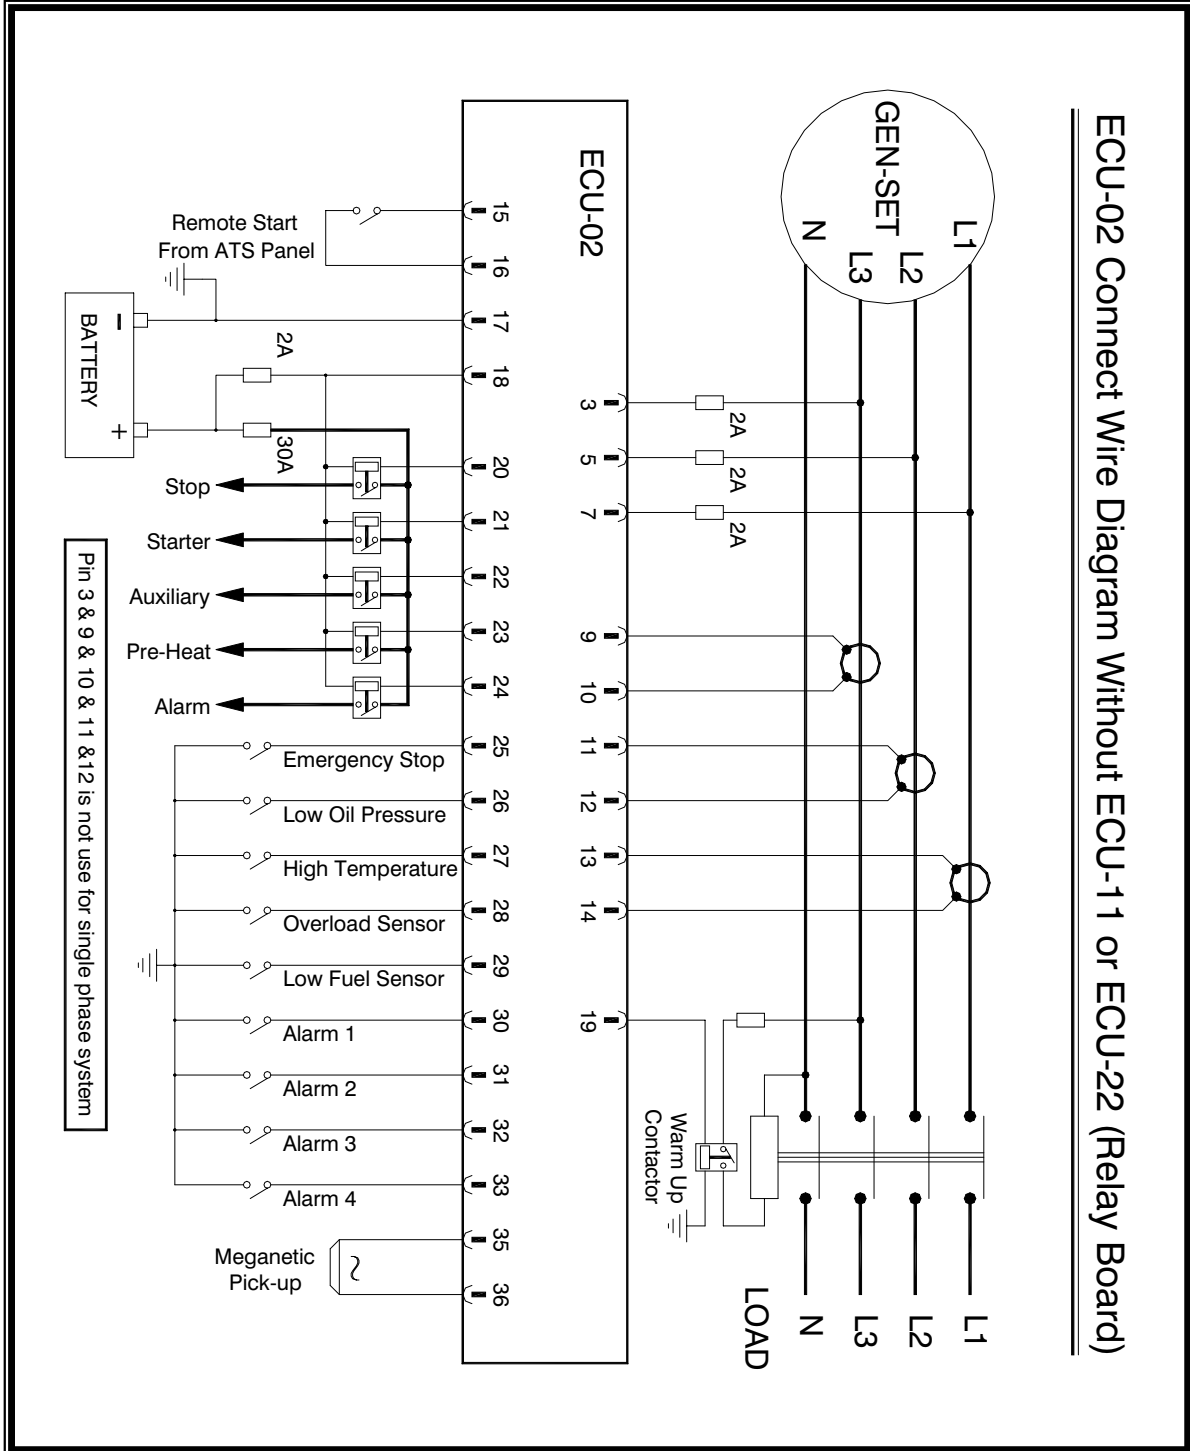 ECU-02 Connect Wire Diagram Without ECU-11 or ECU-22 (Relay Board)
GEN-SET
L1
L2
L3
N
2A
2A
2A
ECU-02
3
5
7
9
10
11
12
13
14
19
Warm Up
Contactor
LOAD
L1
L2
L3
N
15
16
17
18
20
21
22
23
24
25
26
27
28
29
30
31
32
33
35
36
Remote Start
From ATS Panel
BATTERY
-
+
2A
30A
Stop
Starter
Auxiliary
Pre-Heat
Alarm
Emergency Stop
Low Oil Pressure
High Temperature
Overload Sensor
Low Fuel Sensor
Alarm 1
Alarm 2
Alarm 3
Alarm 4
Meganetic
Pick-up
~
Pin 3 & 9 & 10 & 11 &12 is not use for single phase system